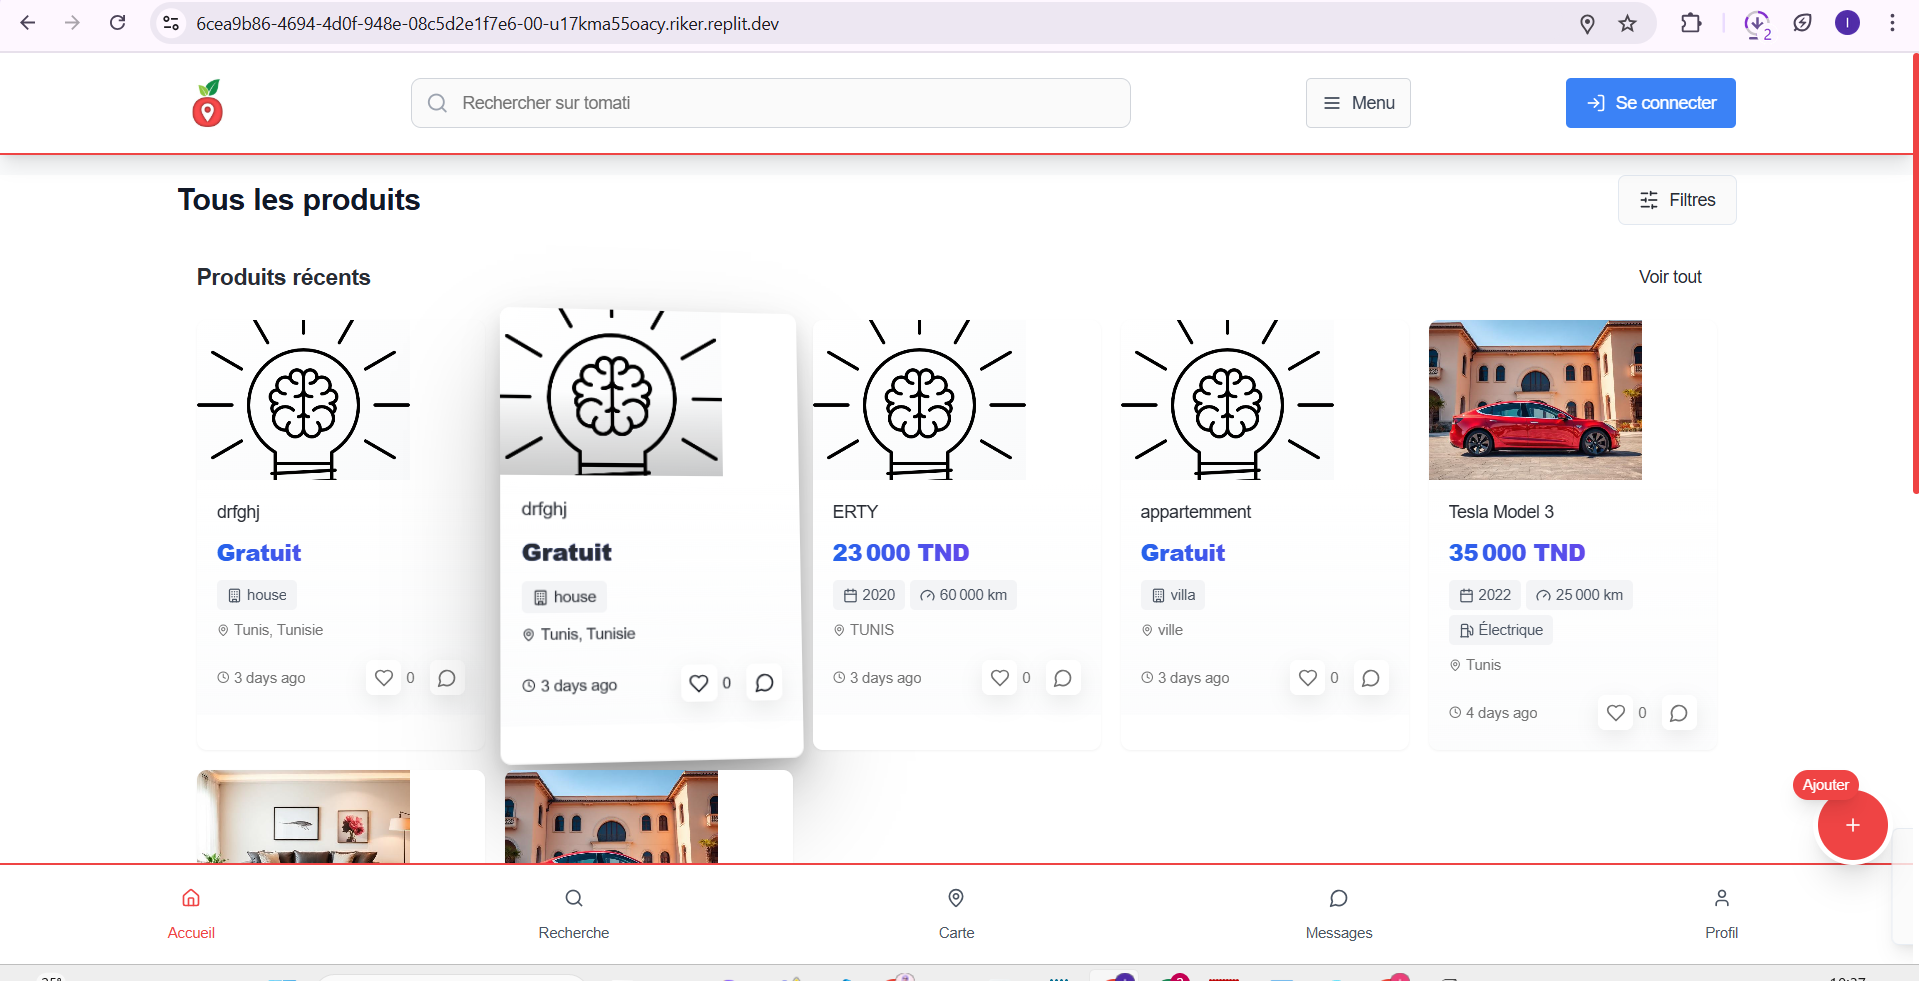 6cea9b86-4694-4d0f-948e-08c5d2e1f7e6-00-u17kma55oacy.riker.replit.dev
2
I
Rechercher sur tomati
Menu
Se connecter
Tous les produits
Filtres
Produits récents
Voir tout
drfghj
Gratuit
house
Tunis, Tunisie
3 days ago
0
drfghj
Gratuit
house
Tunis, Tunisie
3 days ago
0
ERTY
23 000 TND
2020
60 000 km
TUNIS
3 days ago
0
appartemment
Gratuit
villa
ville
3 days ago
0
Tesla Model 3
35 000 TND
2022
25 000 km
Électrique
Tunis
4 days ago
0
Ajouter
Accueil
Recherche
Carte
Messages
Profil